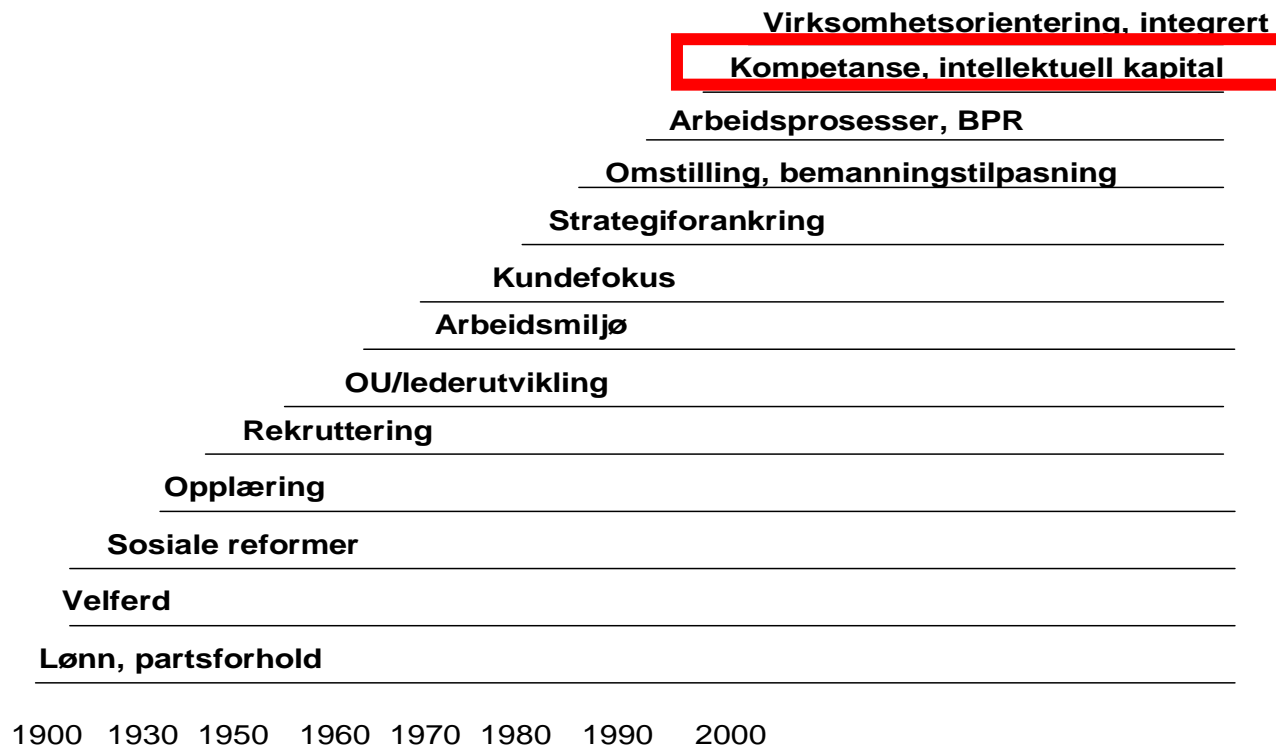 Virksomhetsorientering, integrert
Kompetanse, intellektuell kapital
Arbeidsprosesser, BPR
Omstilling, bemanningstilpasning
Strategiforankring
Kundefokus
Arbeidsmiljø
OU/lederutvikling
Rekruttering
Opplæring
Sosiale reformer
Velferd
Lønn, partsforhold
1900 1930 1950 1960 1970 1980 1990 2000